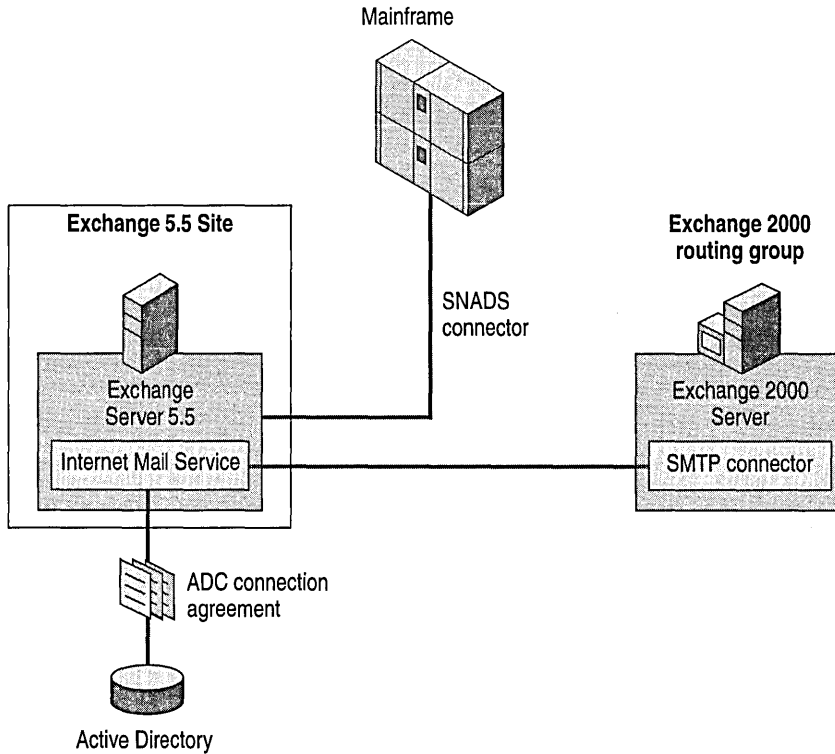 Mainframe
Exchange 5.5 Site
Exchange 2000
routing group
SNADS
connector
Exchange
Server 5.5
Internet Mail Service
Exchange 2000
Server
SMTP connector
ADC connection
agreement
Active Directory